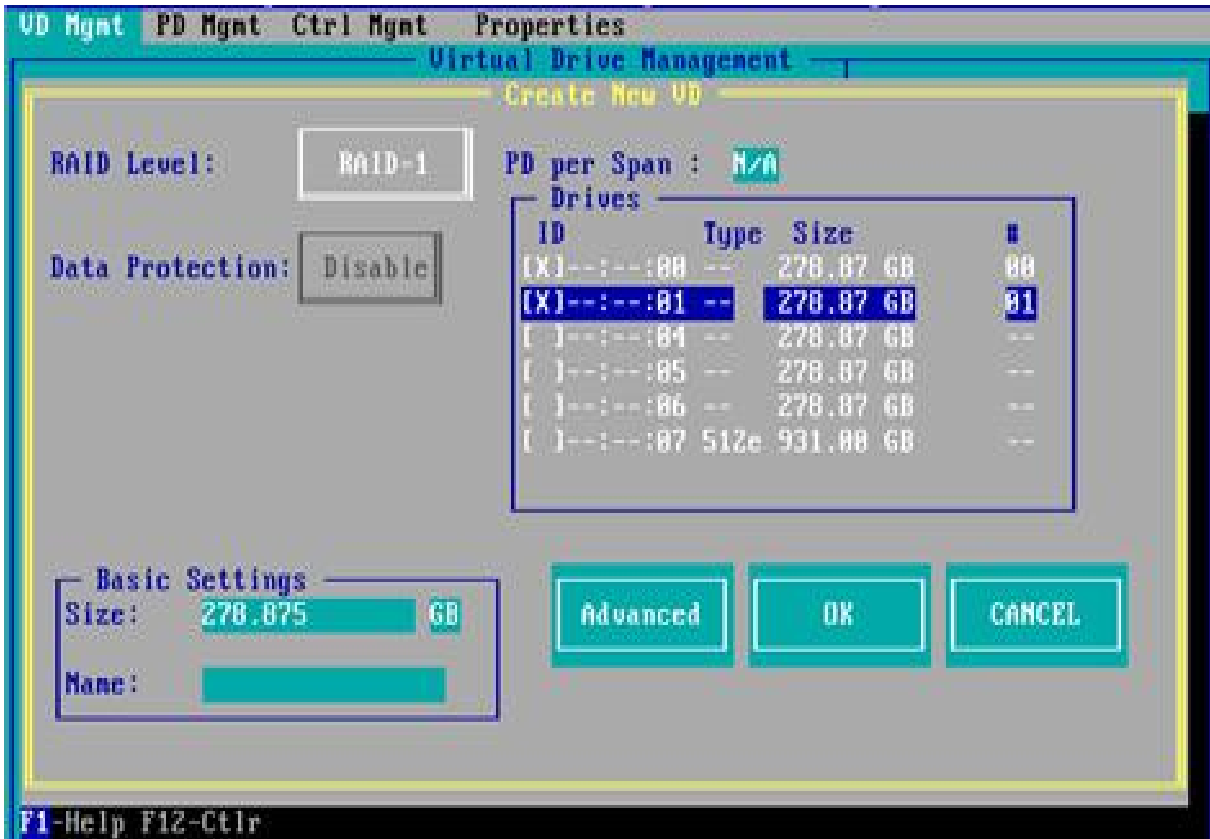 VD Mgmt PD Mgmt Ctrl Mgmt Properties
Virtual Drive Management
Create New VD
RAID Level: RAID-1 PD per Span : N/A
Drives
ID Type Size #
Data Protection: Disable
[X]--:--:00 -- 278.87 GB 00
[X]--:--:01 -- 278.87 GB 01
[ ]--:--:04 -- 278.87 GB --
[ ]--:--:05 -- 278.87 GB --
[ ]--:--:06 -- 278.87 GB --
[ ]--:--:07 512e 931.00 GB --
Basic Settings
Size: 278.875 GB
Name:
Advanced OK CANCEL
F1-Help F12-Ctlr